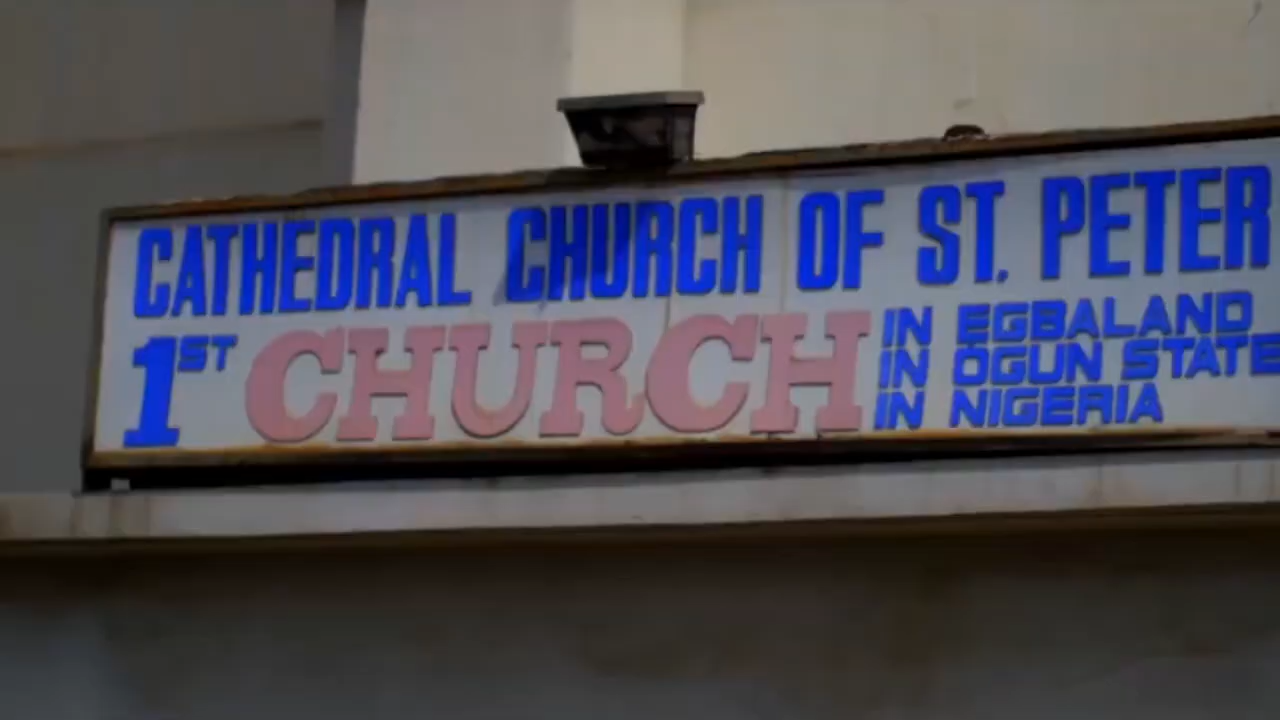 CATHEDRAL CHURCH OF ST. PETER
1ST CHURCH
IN EGBALAND
IN OGUN STATE
IN NIGERIA